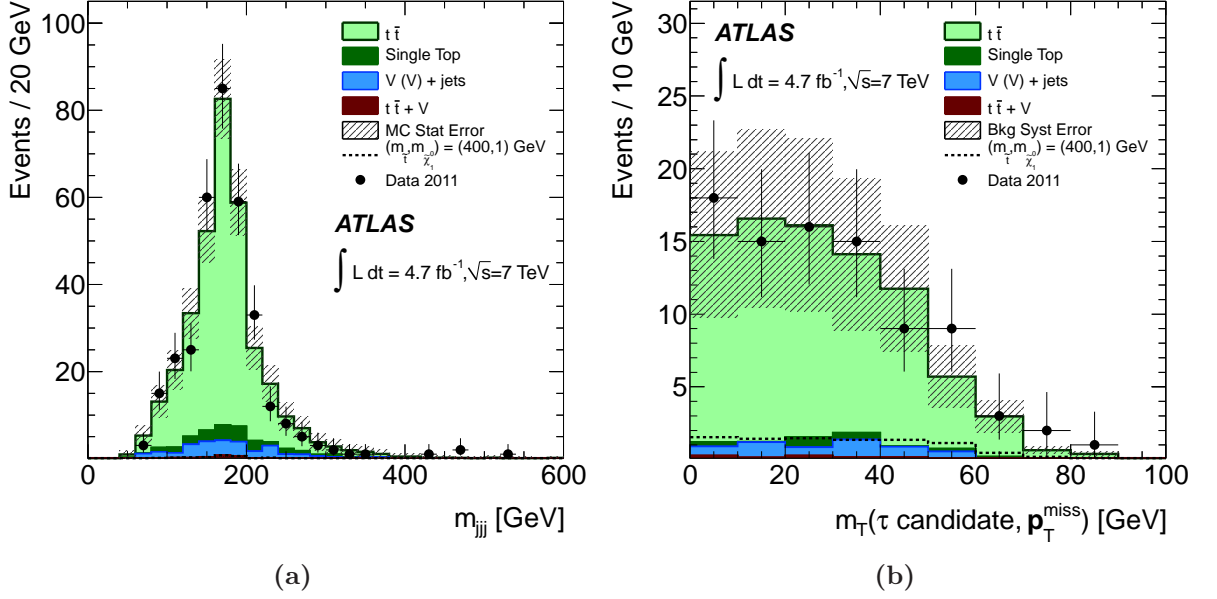 Events / 20 GeV
100
80
60
40
20
0
0
200
400
600
m_jjj [GeV]
t t̄
Single Top
V (V) + jets
t t̄ + V
MC Stat Error
(m_t̃, m_χ̃⁰₁) = (400,1) GeV
Data 2011
ATLAS
∫ L dt = 4.7 fb⁻¹,√s=7 TeV
(a)
Events / 10 GeV
30
25
20
15
10
5
0
20
40
60
80
100
m_T(τ candidate, p_T^miss) [GeV]
ATLAS
∫ L dt = 4.7 fb⁻¹,√s=7 TeV
t t̄
Single Top
V (V) + jets
t t̄ + V
Bkg Syst Error
(m_t̃, m_χ̃⁰₁) = (400,1) GeV
Data 2011
(b)